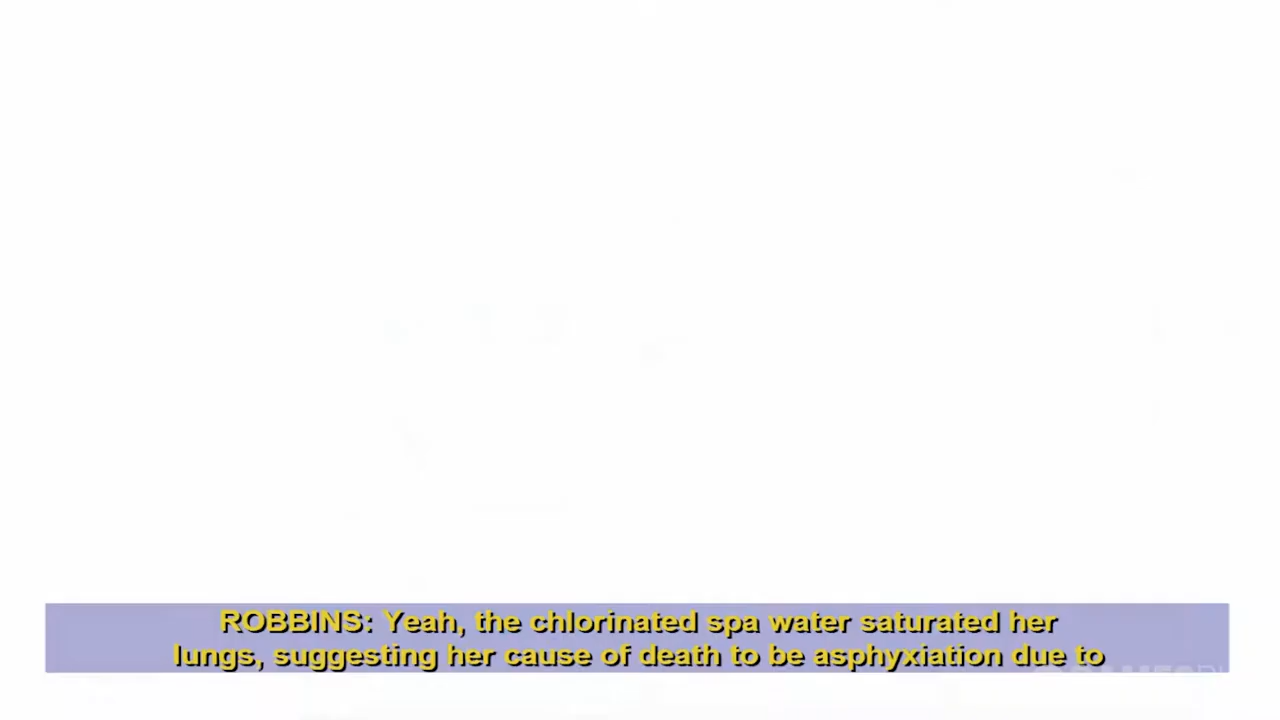 ROBBINS: Yeah, the chlorinated spa water saturated her
lungs, suggesting her cause of death to be asphyxiation due to